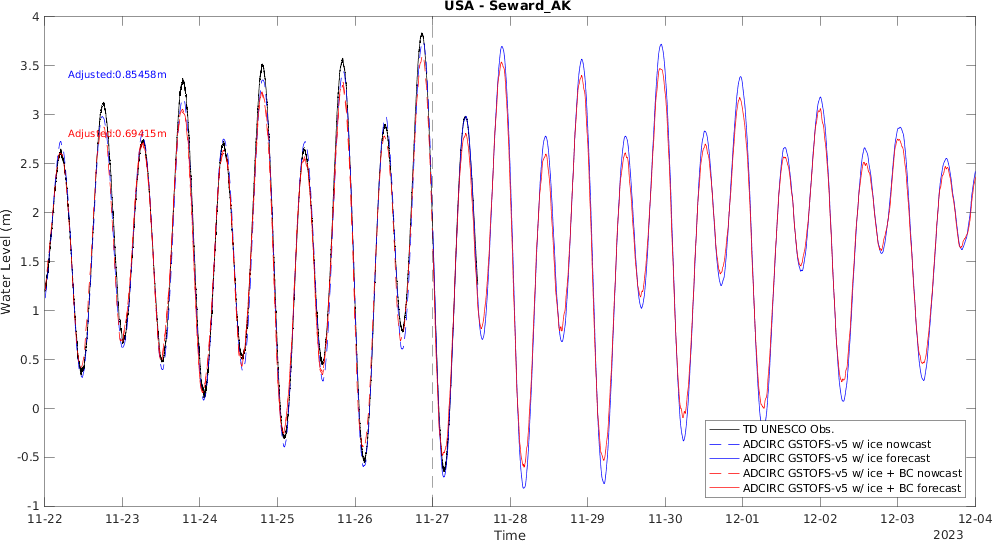 USA - Seward_AK
4
3.5
3
2.5
2
1.5
1
0.5
0
-0.5
-1
Water Level (m)
Adjusted:0.85458m
Adjusted:0.69415m
TD UNESCO Obs.
ADCIRC GSTOFS-v5 w/ ice nowcast
ADCIRC GSTOFS-v5 w/ ice forecast
ADCIRC GSTOFS-v5 w/ ice + BC nowcast
ADCIRC GSTOFS-v5 w/ ice + BC forecast
11-22 11-23 11-24 11-25 11-26 11-27 11-28 11-29 11-30 12-01 12-02 12-03 12-04
Time
2023